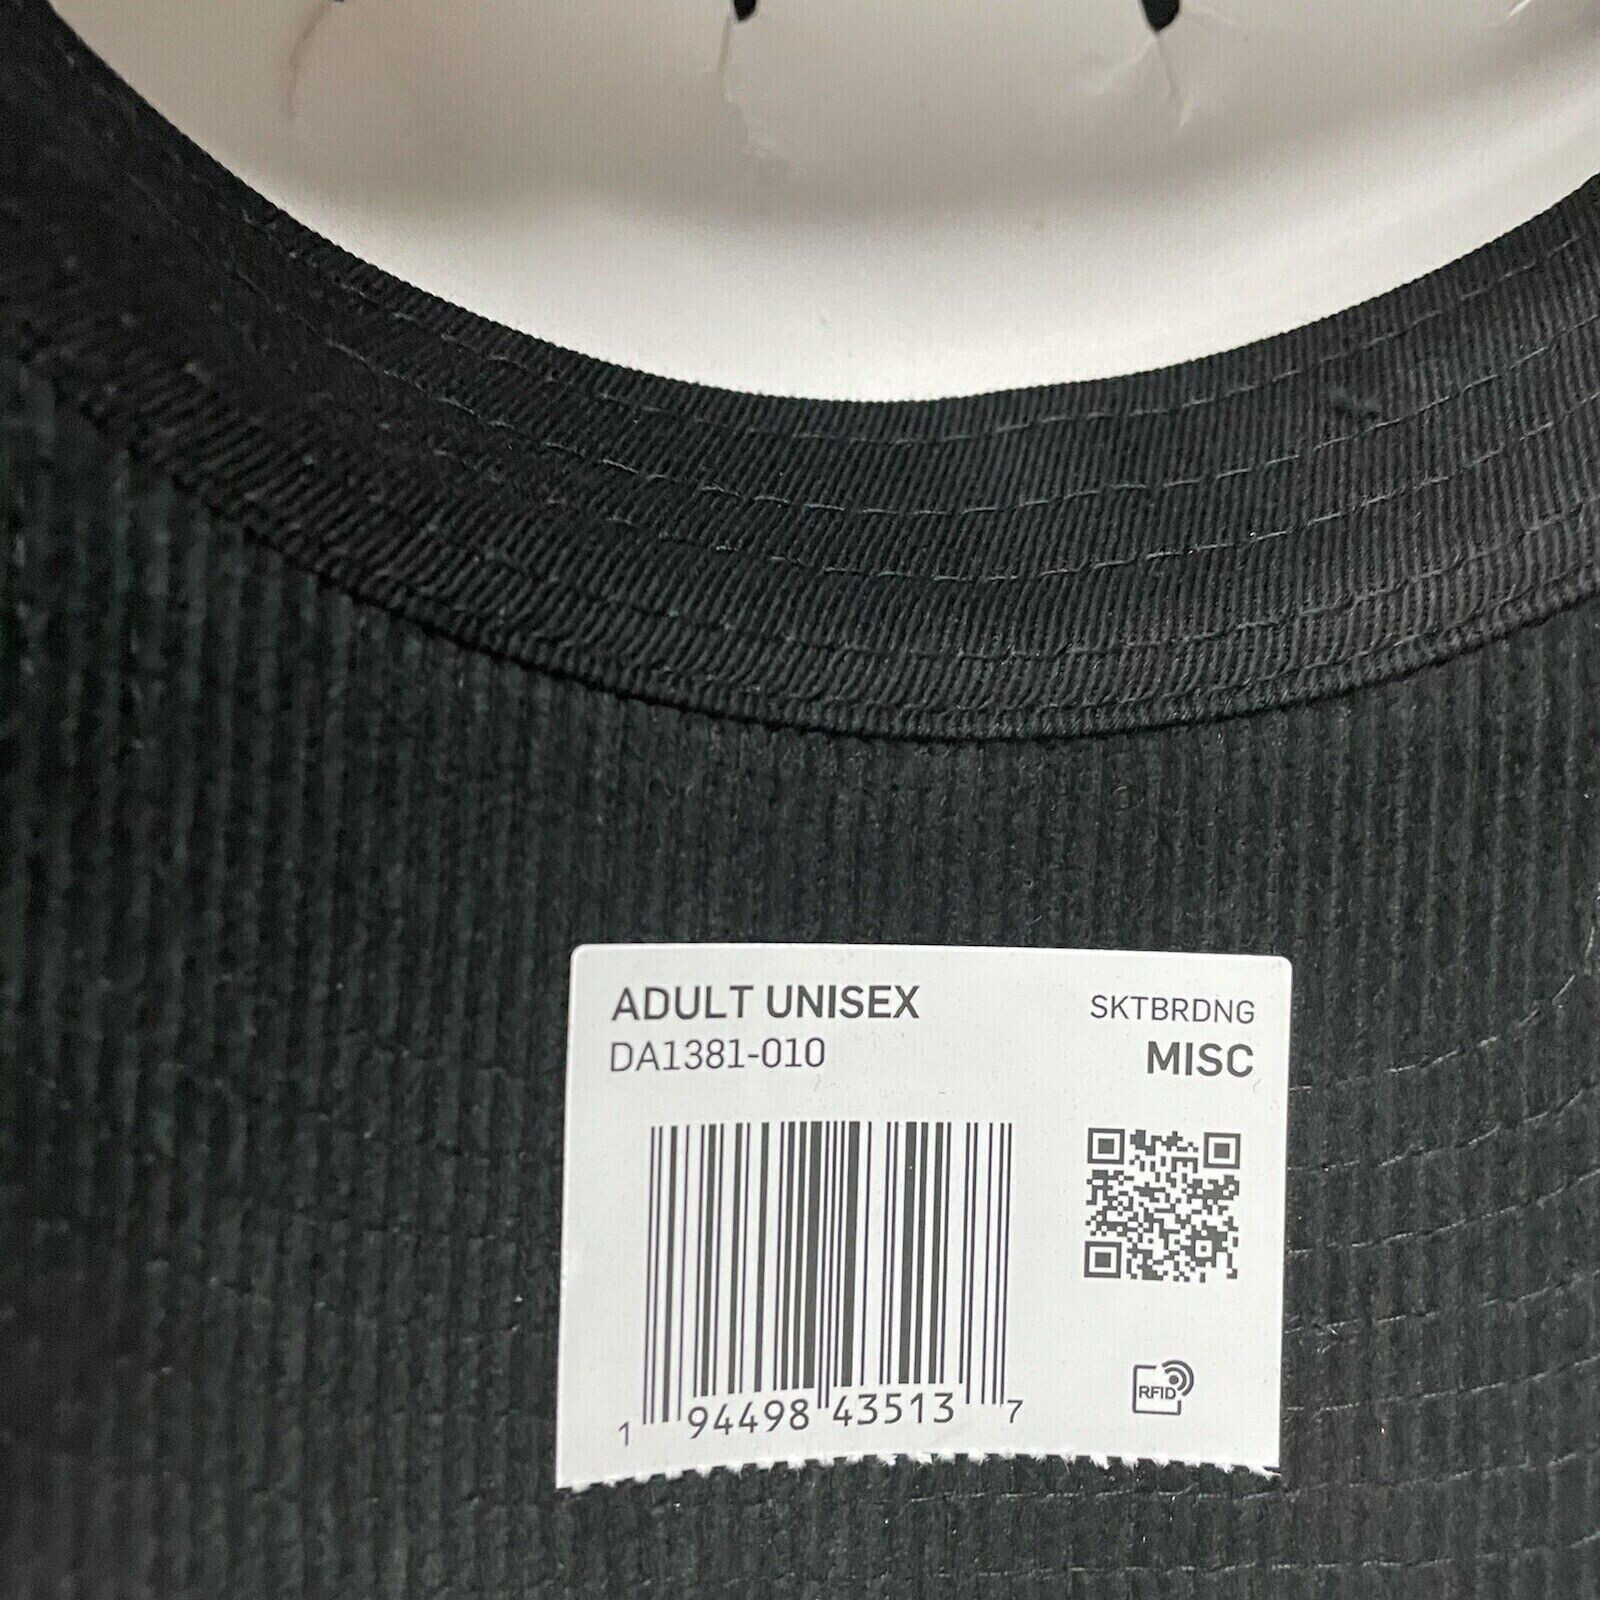 ADULT UNISEX
DA1381-010
SKTBRDNG
MISC
1 94498 43513 7
RFID